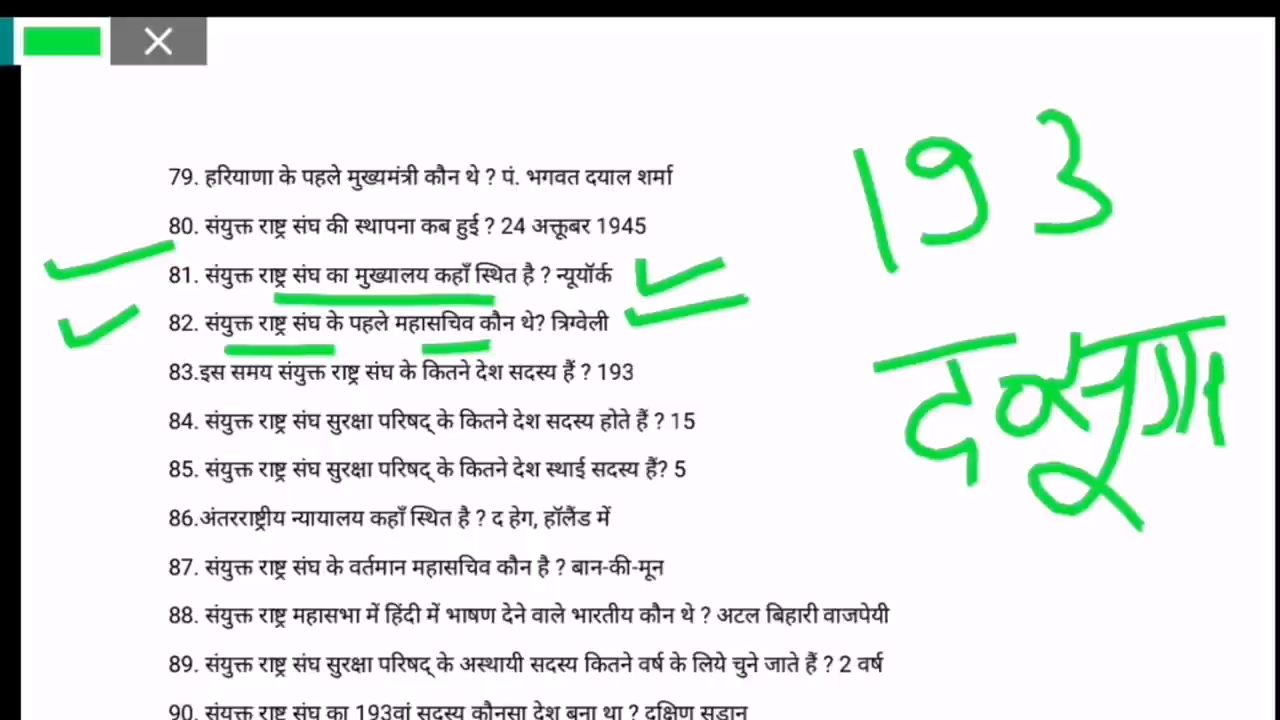 79. हरियाणा के पहले मुख्यमंत्री कौन थे ? पं. भगवत दयाल शर्मा
80. संयुक्त राष्ट्र संघ की स्थापना कब हुई ? 24 अक्तूबर 1945
81. संयुक्त राष्ट्र संघ का मुख्यालय कहाँ स्थित है ? न्यूयॉर्क
82. संयुक्त राष्ट्र संघ के पहले महासचिव कौन थे? त्रिग्वेली
83.इस समय संयुक्त राष्ट्र संघ के कितने देश सदस्य हैं ? 193
84. संयुक्त राष्ट्र संघ सुरक्षा परिषद् के कितने देश सदस्य होते हैं ? 15
85. संयुक्त राष्ट्र संघ सुरक्षा परिषद् के कितने देश स्थाई सदस्य हैं? 5
86.अंतरराष्ट्रीय न्यायालय कहाँ स्थित है ? द हेग, हॉलैंड में
87. संयुक्त राष्ट्र संघ के वर्तमान महासचिव कौन है ? बान-की-मून
88. संयुक्त राष्ट्र महासभा में हिंदी में भाषण देने वाले भारतीय कौन थे ? अटल बिहारी वाजपेयी
89. संयुक्त राष्ट्र संघ सुरक्षा परिषद् के अस्थायी सदस्य कितने वर्ष के लिये चुने जाते हैं ? 2 वर्ष
90. संयुक्त राष्ट्र संघ का 193वां सदस्य कौनसा देश बना था ? दक्षिण सूडान
193